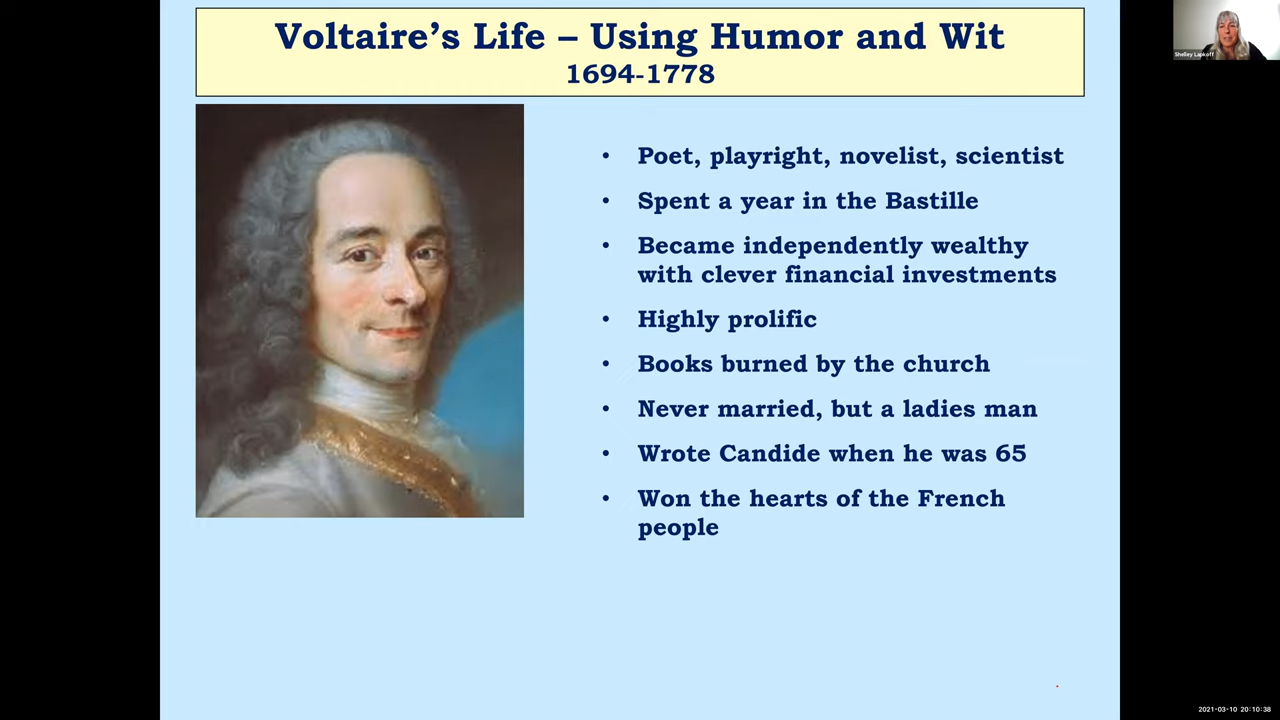 Voltaire’s Life – Using Humor and Wit
1694-1778
• Poet, playright, novelist, scientist
• Spent a year in the Bastille
• Became independently wealthy
with clever financial investments
• Highly prolific
• Books burned by the church
• Never married, but a ladies man
• Wrote Candide when he was 65
• Won the hearts of the French
people
Shelley Lapkoff
2021-03-10 20:10:38